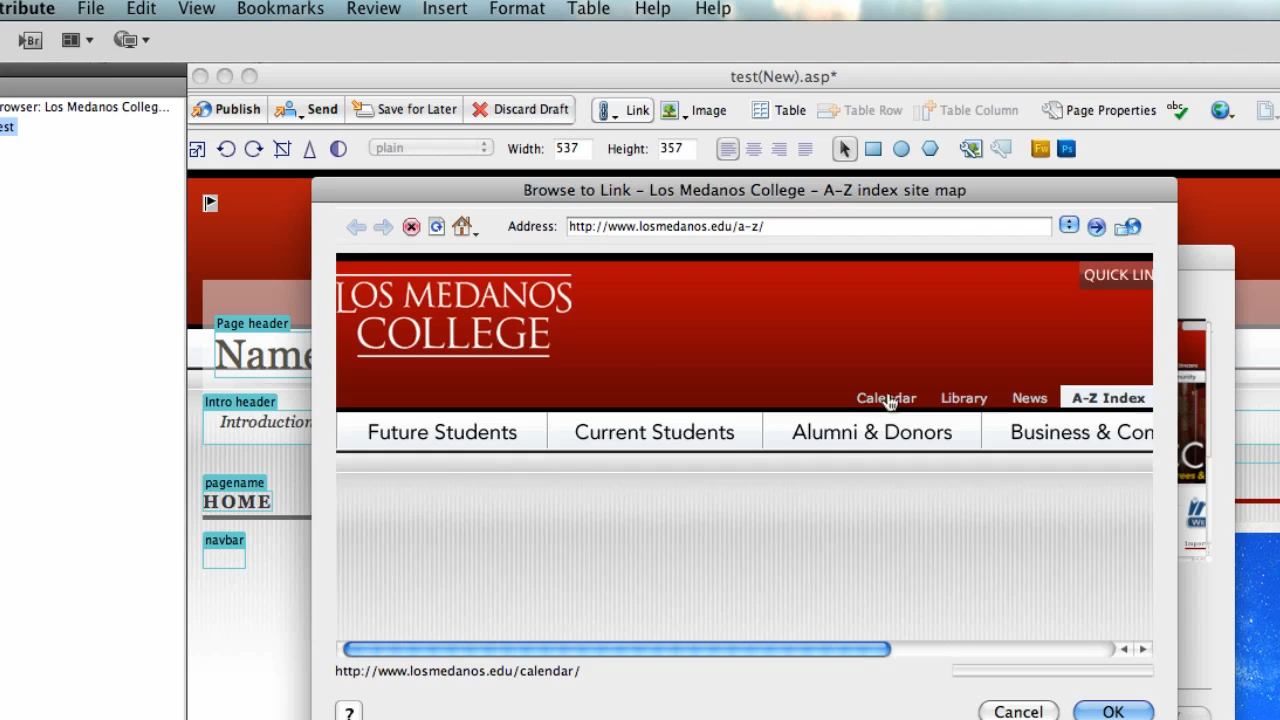 tribute File Edit View Bookmarks Review Insert Format Table Help Help
Br
test(New).asp*
rowser: Los Medanos Colleg...
est
Publish Send Save for Later Discard Draft Link Image Table Table Row Table Column Page Properties abc
plain Width: 537 Height: 357 Fw Ps
Browse to Link – Los Medanos College – A–Z index site map
Address: http://www.losmedanos.edu/a-z/
QUICK LIN
LOS MEDANOS
COLLEGE
Page header
Name
Calendar Library News A-Z Index
Intro header
Introduction
Future Students Current Students Alumni & Donors Business & Con
pagename
HOME
navbar
http://www.losmedanos.edu/calendar/
? Cancel OK